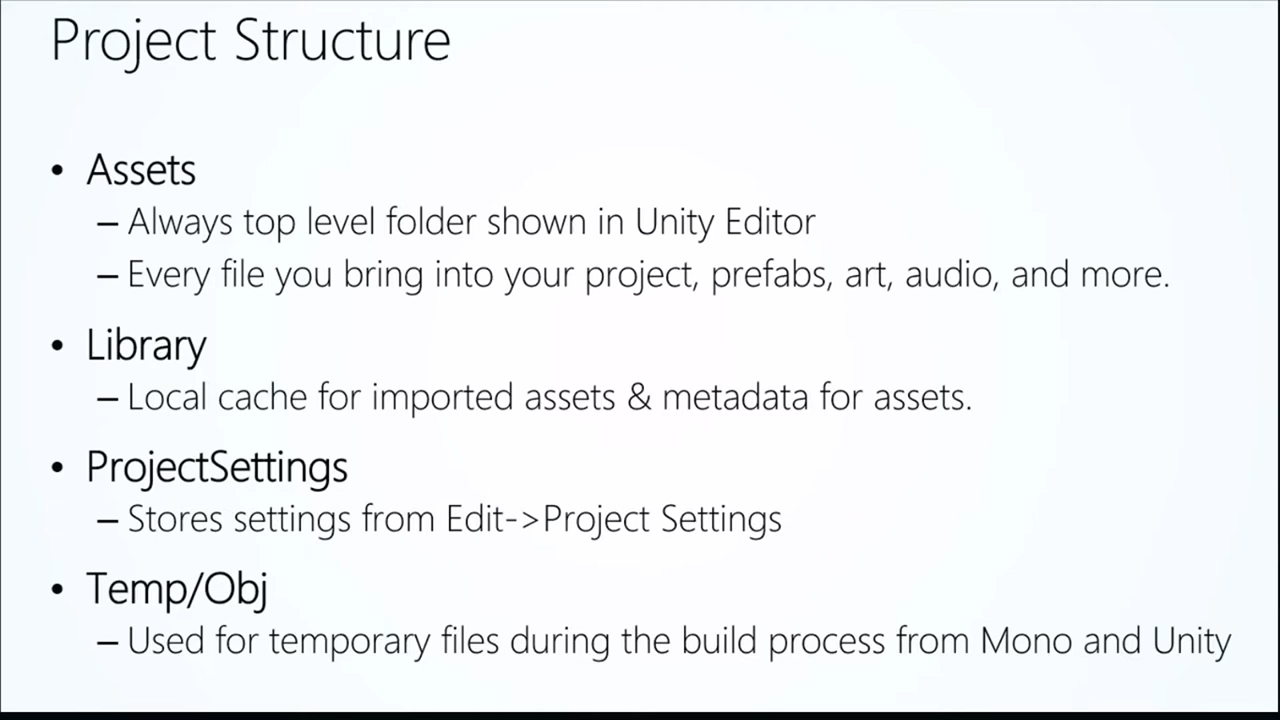 Project Structure
• Assets
– Always top level folder shown in Unity Editor
– Every file you bring into your project, prefabs, art, audio, and more.
• Library
– Local cache for imported assets & metadata for assets.
• ProjectSettings
– Stores settings from Edit->Project Settings
• Temp/Obj
– Used for temporary files during the build process from Mono and Unity